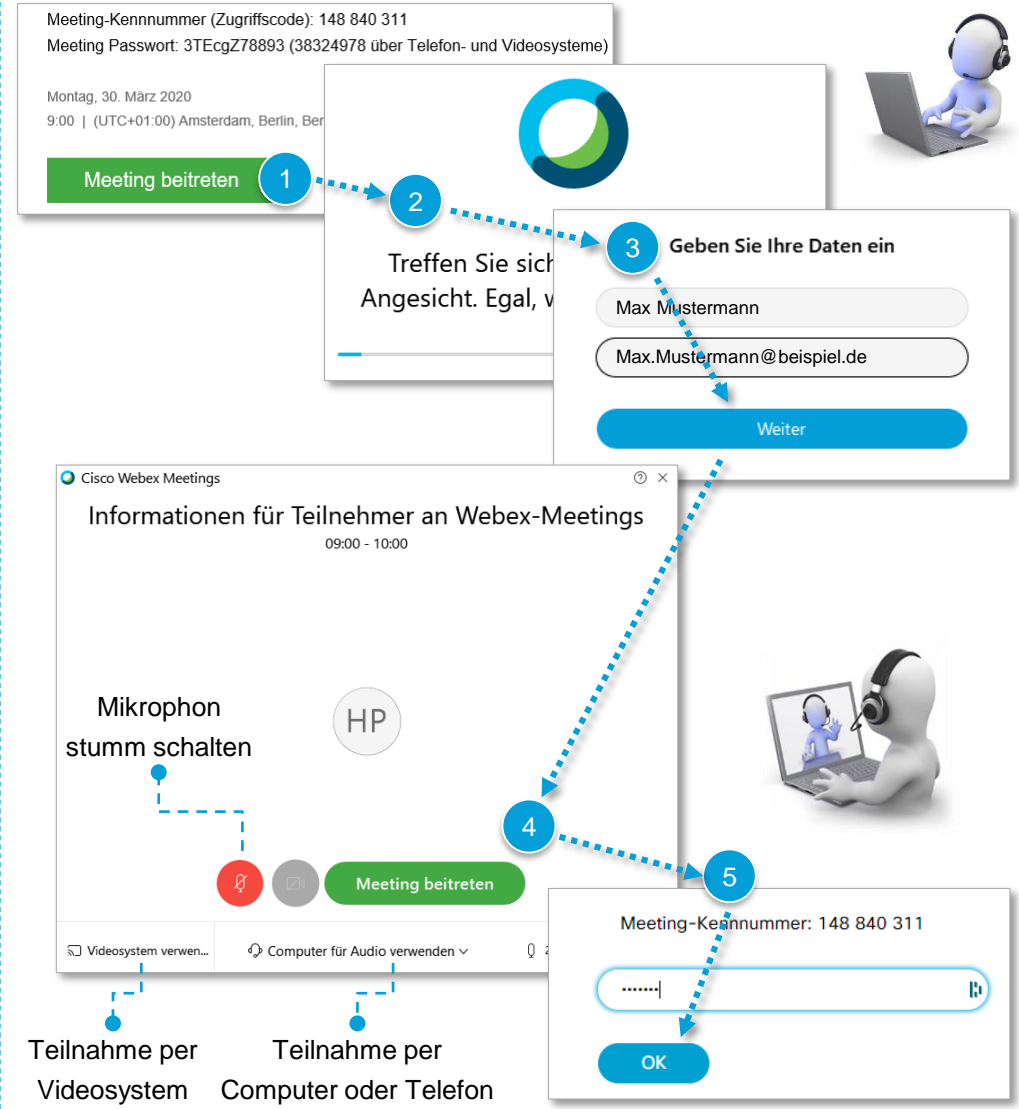 Meeting-Kennnummer (Zugriffscode): 148 840 311
Meeting Passwort: 3TEcgZ78893 (38324978 über Telefon- und Videosysteme)
Montag, 30. März 2020
9:00 | (UTC+01:00) Amsterdam, Berlin, Ber
Meeting beitreten
1
2
Treffen Sie sich
Angesicht. Egal, w
3
Geben Sie Ihre Daten ein
Max Mustermann
Max.Mustermann@beispiel.de
Weiter
Cisco Webex Meetings
Informationen für Teilnehmer an Webex-Meetings
09:00 - 10:00
Mikrophon
stumm schalten
HP
4
Meeting beitreten
Videosystem verwen...
Computer für Audio verwenden
5
Meeting-Kennnummer: 148 840 311
OK
Teilnahme per
Videosystem
Teilnahme per
Computer oder Telefon